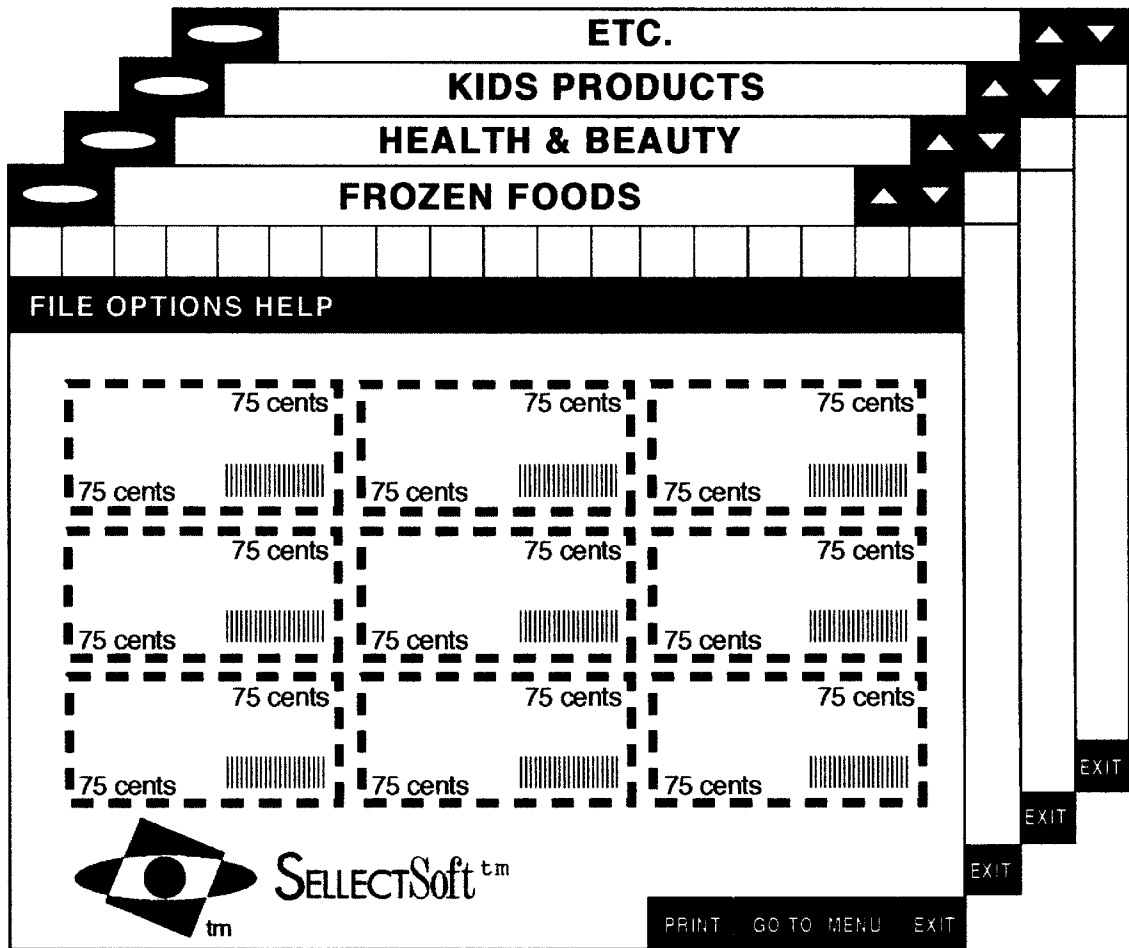 ETC.
KIDS PRODUCTS
HEALTH & BEAUTY
FROZEN FOODS
FILE OPTIONS HELP
75 cents 75 cents 75 cents
75 cents 75 cents 75 cents
75 cents 75 cents 75 cents
75 cents 75 cents 75 cents
75 cents 75 cents 75 cents
75 cents 75 cents 75 cents
EXIT
EXIT
EXIT
tm SELLECTSoft tm
PRINT GO TO MENU EXIT